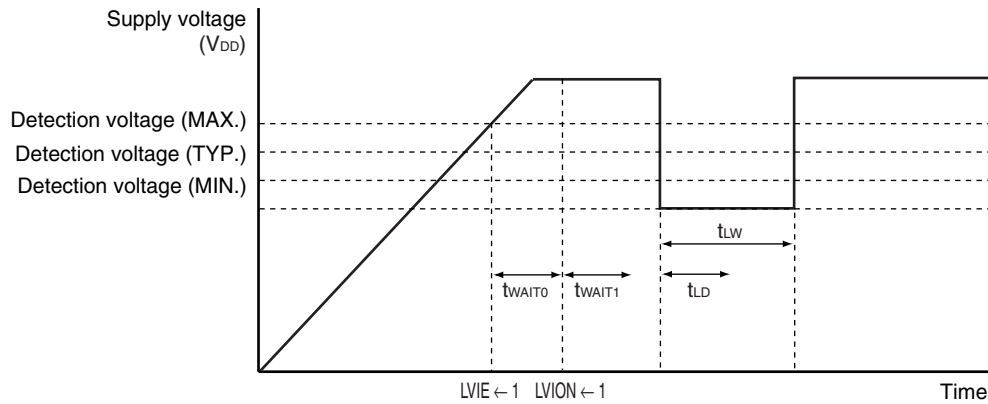 Supply voltage
(VDD)
Detection voltage (MAX.)
Detection voltage (TYP.)
Detection voltage (MIN.)
tLW
tWAIT0 tWAIT1 tLD
LVIE ← 1 LVION ← 1 Time